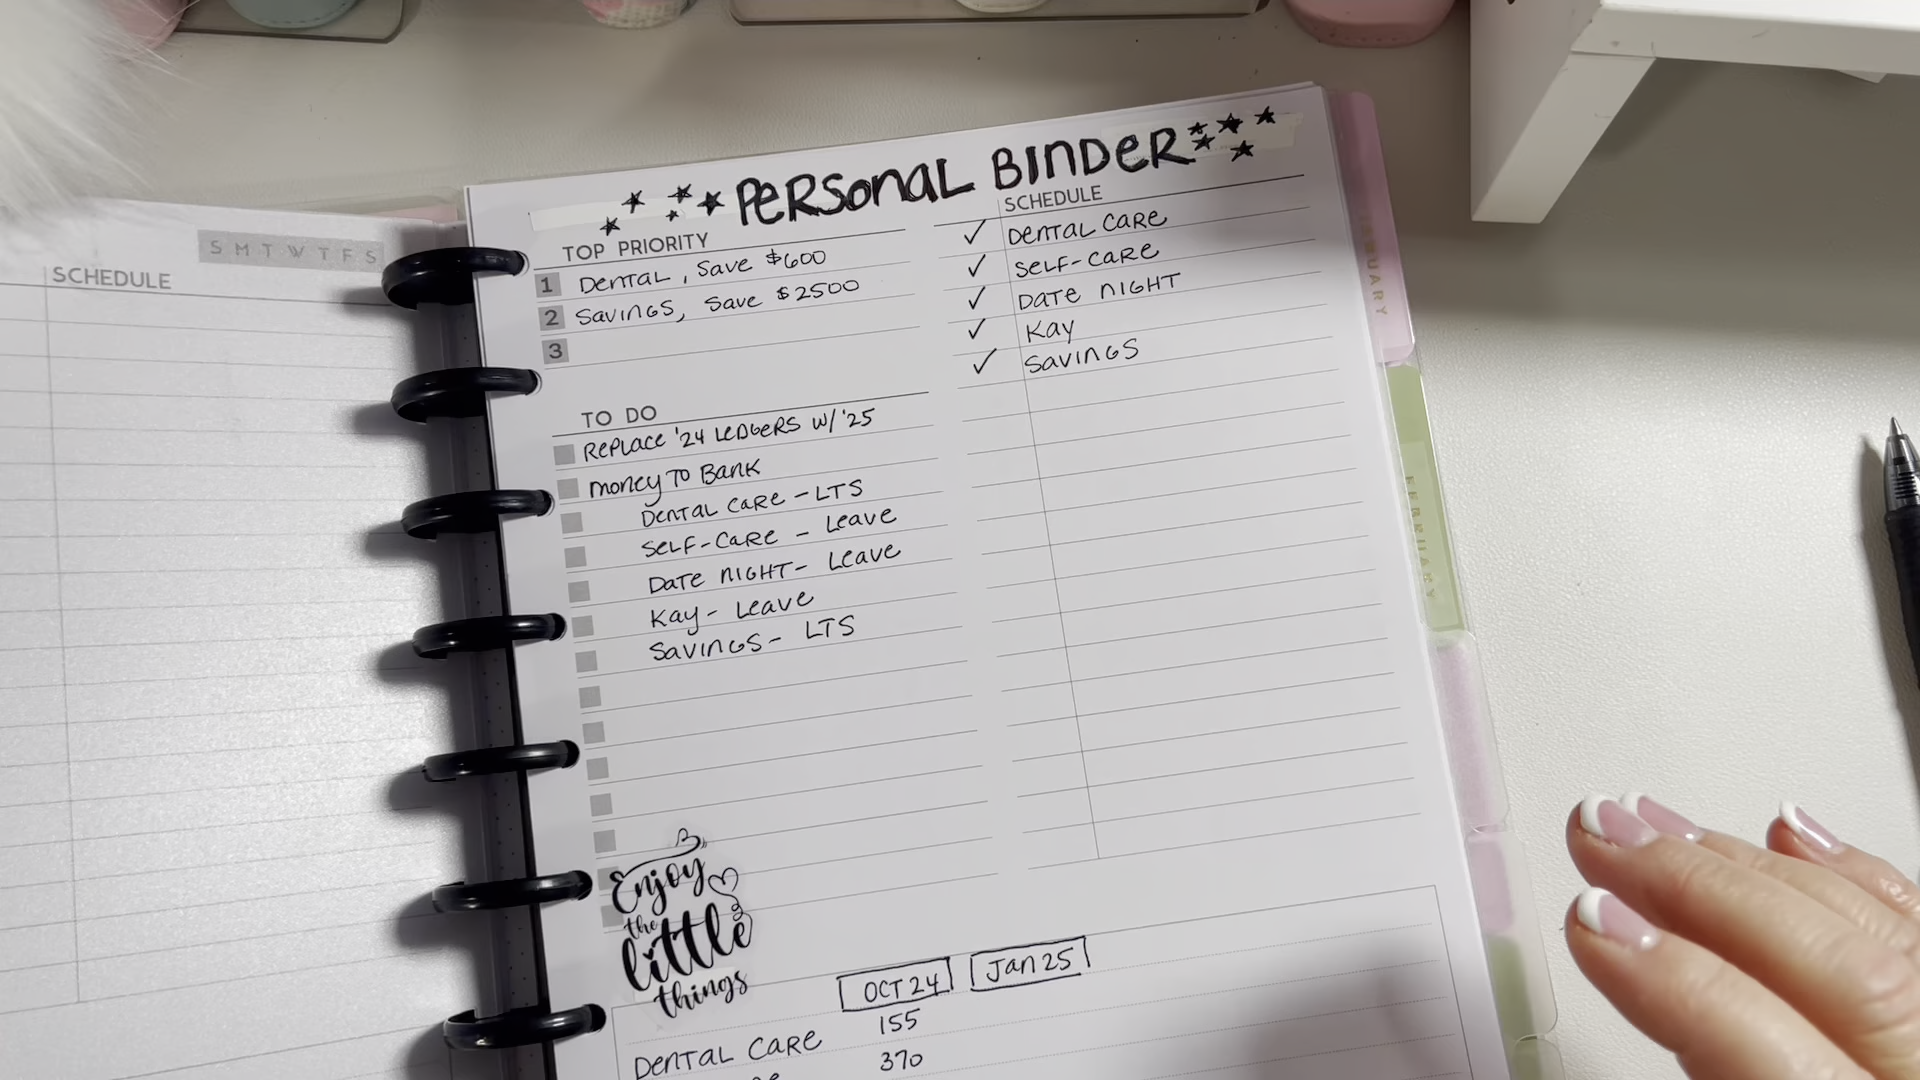 S M T W T F S
SCHEDULE
PERSONAL BINDER
TOP PRIORITY
1 DENTAL, SAVE $600
2 SAVINGS, SAVE $2500
3
SCHEDULE
✓ DENTAL CARE
✓ SELF-CARE
✓ DATE NIGHT
✓ KAY
✓ SAVINGS
TO DO
REPLACE '24 LEDGERS W/ '25
MONEY TO BANK
DENTAL CARE - LTS
SELF-CARE - LEAVE
DATE NIGHT - LEAVE
KAY - LEAVE
SAVINGS - LTS
Enjoy
the
little
things
OCT 24 JAN 25
DENTAL CARE 155
370
FEBRUARY